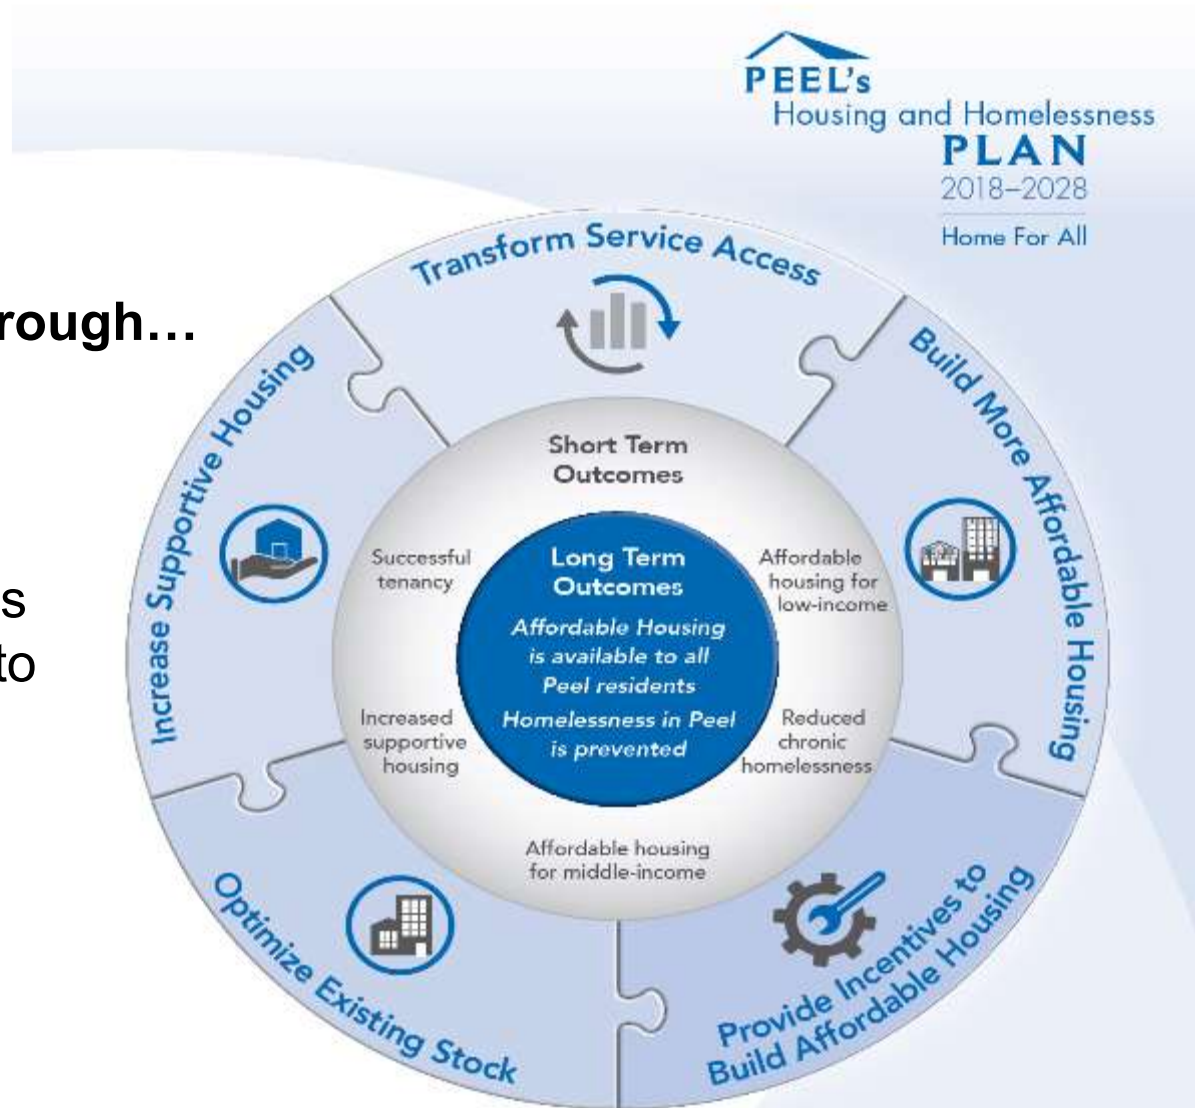 PEEL's
Housing and Homelessness
PLAN
2018–2028
Home For All
rough…
s
to
Transform Service Access
Build More Affordable Housing
Provide Incentives to
Build Affordable Housing
Optimize Existing Stock
Increase Supportive Housing
Short Term
Outcomes
Successful
tenancy
Affordable
housing for
low-income
Increased
supportive
housing
Reduced
chronic
homelessness
Affordable housing
for middle-income
Long Term
Outcomes
Affordable Housing
is available to all
Peel residents
Homelessness in Peel
is prevented